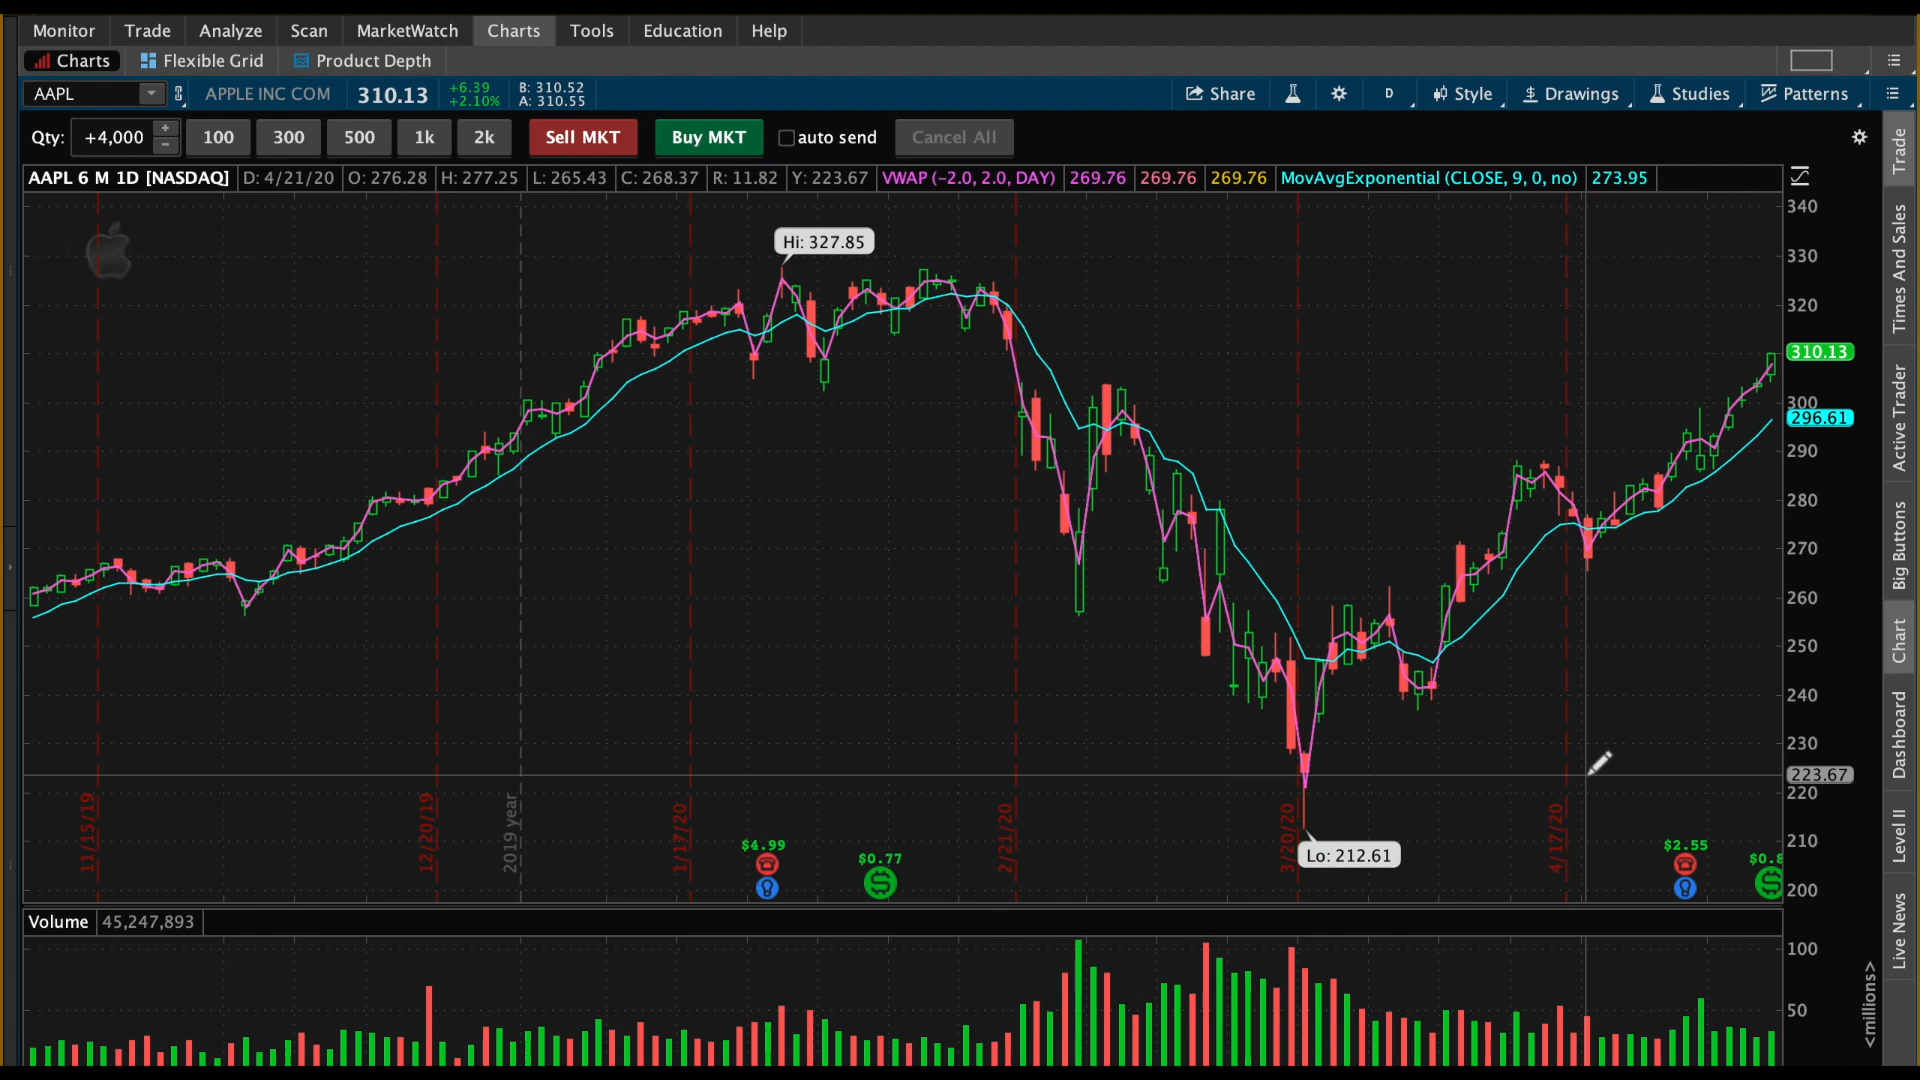 Monitor Trade Analyze Scan MarketWatch Charts Tools Education Help
Charts Flexible Grid Product Depth
AAPL APPLE INC COM 310.13 +6.39 B: 310.52
+2.10% A: 310.55
Share D Style Drawings Studies Patterns
Qty: +4,000 + - 100 300 500 1k 2k Sell MKT Buy MKT auto send Cancel All
AAPL 6 M 1D [NASDAQ] D: 4/21/20 O: 276.28 H: 277.25 L: 265.43 C: 268.37 R: 11.82 Y: 223.67 VWAP (-2.0, 2.0, DAY) 269.76 269.76 269.76 MovAvgExponential (CLOSE, 9, 0, no) 273.95
340
Hi: 327.85
330
320
310.13
300
296.61
290
280
270
260
250
240
230
223.67
220
210
200
11/15/19
12/20/19
2019 year
1/17/20
2/21/20
3/20/20
4/17/20
$4.99
$0.77
Lo: 212.61
$2.55
$0.8
Volume 45,247,893
100
50
<millions>
Trade
Times And Sales
Active Trader
Big Buttons
Chart
Dashboard
Level II
Live News